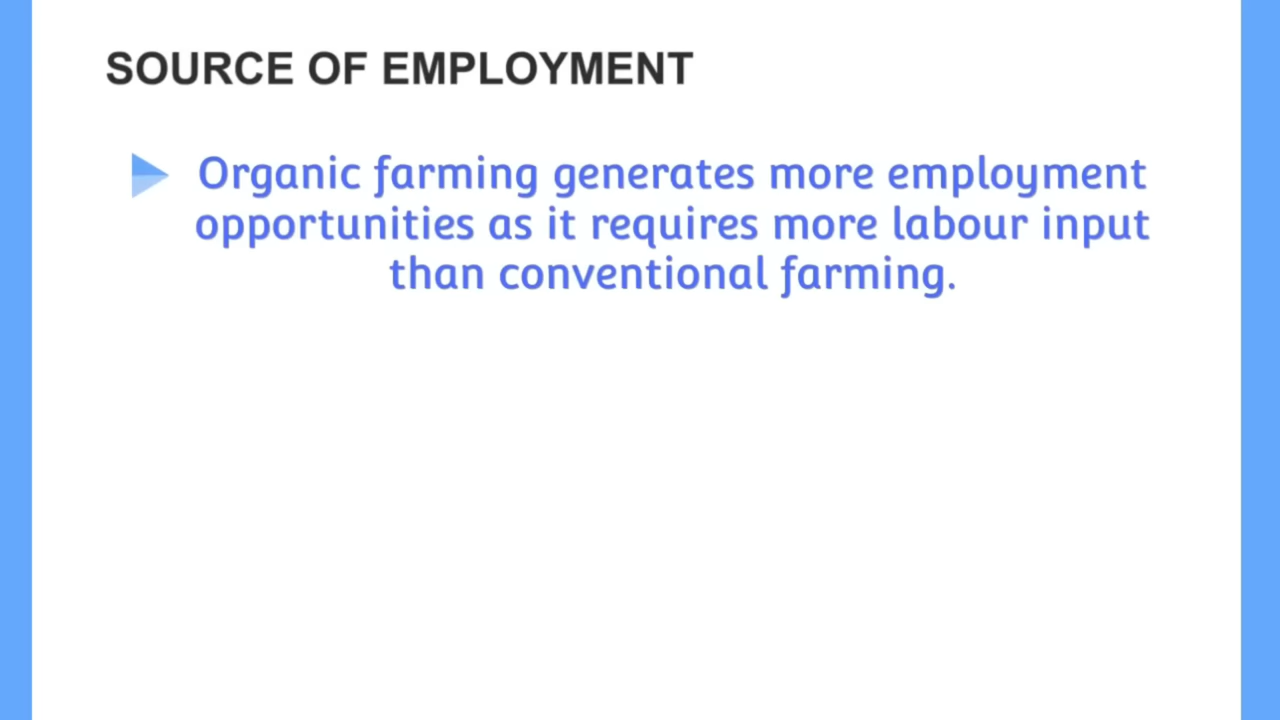 SOURCE OF EMPLOYMENT
Organic farming generates more employment
opportunities as it requires more labour input
than conventional farming.